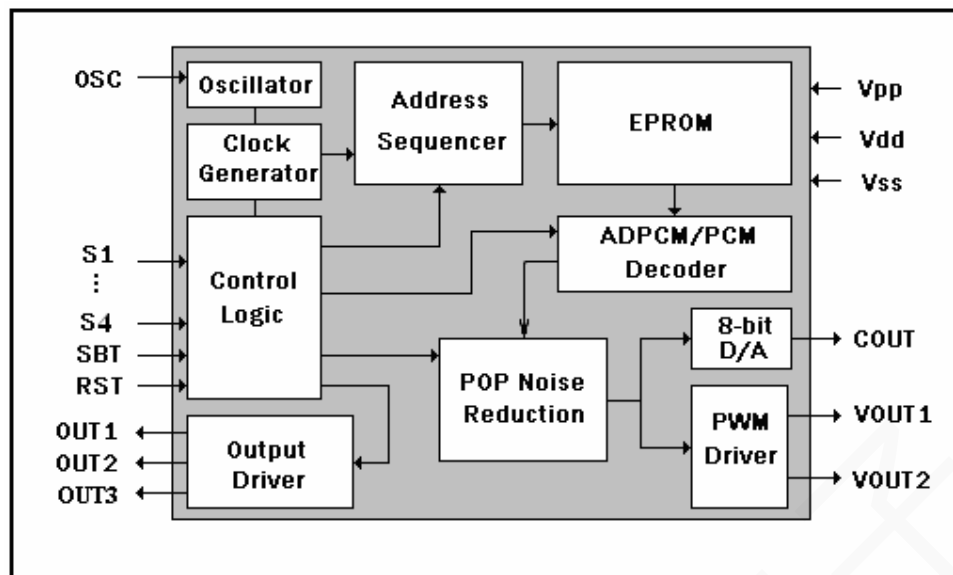 OSC
Oscillator
Clock
Generator
Address
Sequencer
EPROM
Vpp
Vdd
Vss
S1
⋮
S4
SBT
RST
Control
Logic
ADPCM/PCM
Decoder
POP Noise
Reduction
8-bit
D/A
COUT
PWM
Driver
VOUT1
VOUT2
OUT1
OUT2
OUT3
Output
Driver